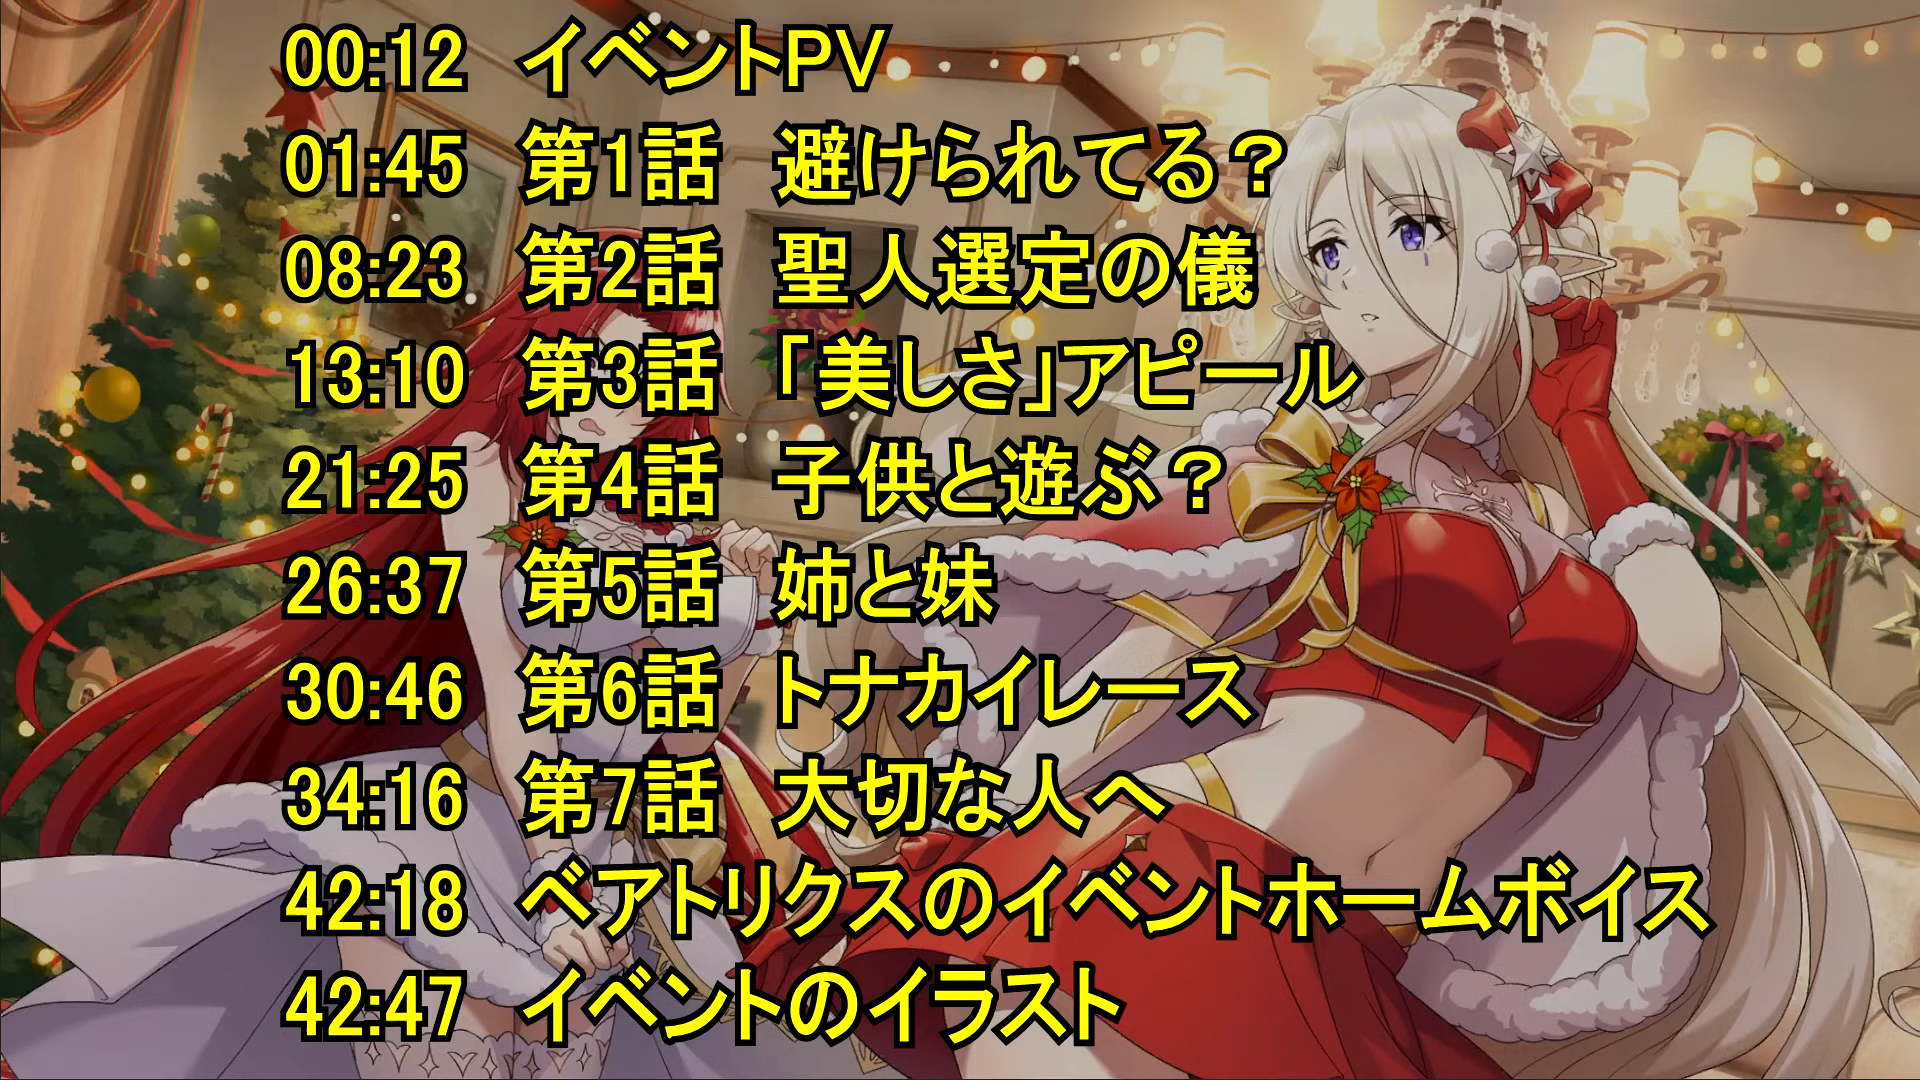 00:12 イベントPV
01:45 第1話 避けられてる？
08:23 第2話 聖人選定の儀
13:10 第3話 「美しさ」アピール
21:25 第4話 子供と遊ぶ？
26:37 第5話 姉と妹
30:46 第6話 トナカイレース
34:16 第7話 大切な人へ
42:18 ベアトリクスのイベントホームボイス
42:47 イベントのイラスト